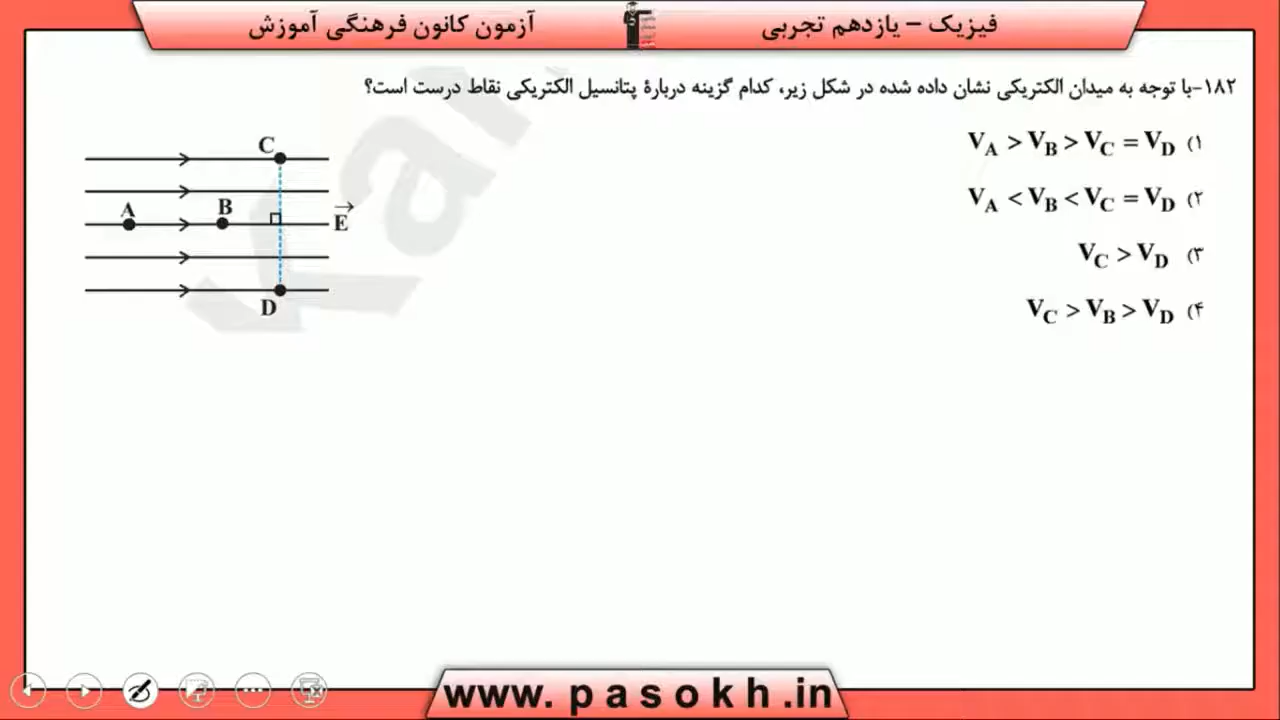 فیزیک – یازدهم تجربی
آزمون کانون فرهنگی آموزش
۱۸۲-با توجه به میدان الکتریکی نشان داده شده در شکل زیر، کدام گزینه دربارهٔ پتانسیل الکتریکی نقاط درست است؟
۱) V_A > V_B > V_C = V_D
۲) V_A < V_B < V_C = V_D
۳) V_C > V_D
۴) V_C > V_B > V_D
C
A
B
E
D
www. p a s o k h .in